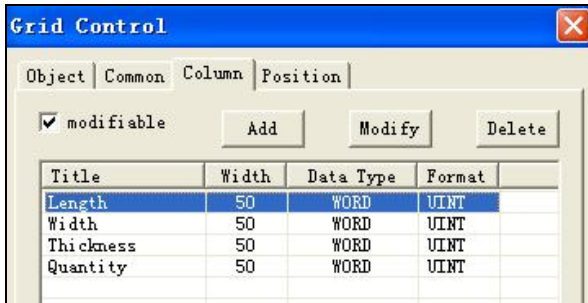 Grid Control
Object Common Column Position
modifiable Add Modify Delete
Title Width Data Type Format
Length 50 WORD UINT
Width 50 WORD UINT
Thickness 50 WORD UINT
Quantity 50 WORD UINT